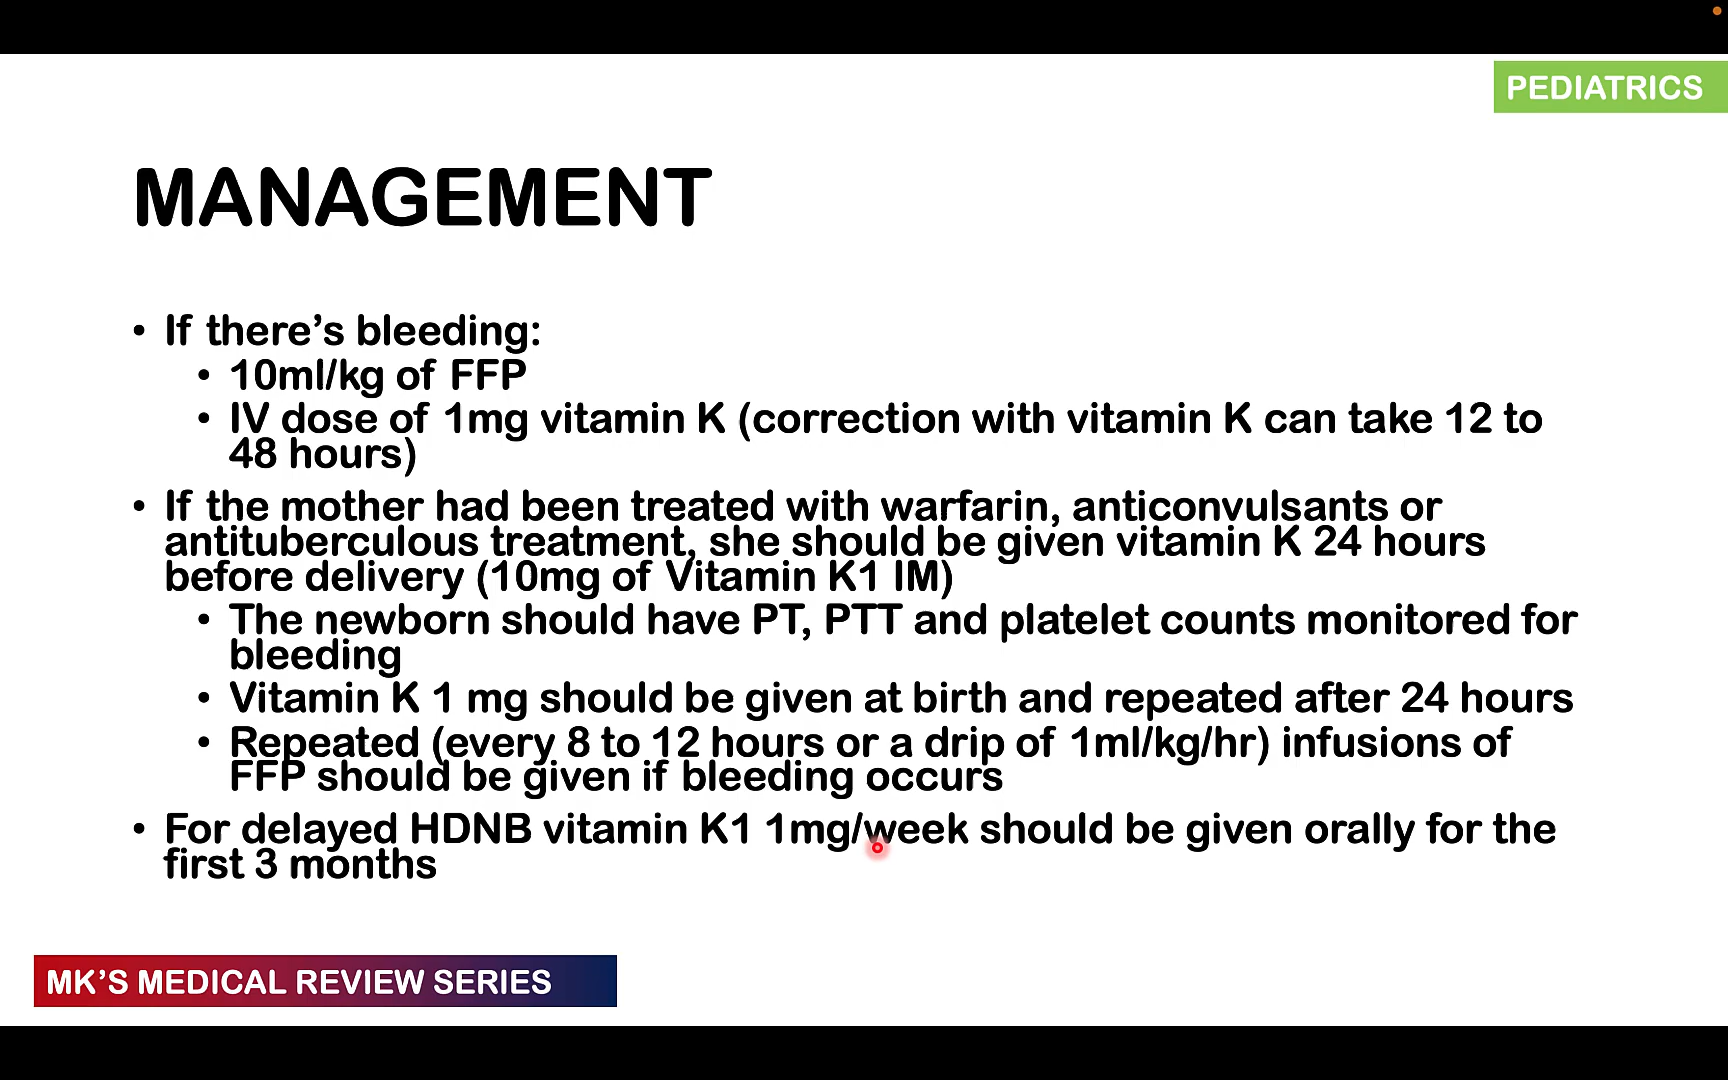 PEDIATRICS
MANAGEMENT
• If there’s bleeding:
• 10ml/kg of FFP
• IV dose of 1mg vitamin K (correction with vitamin K can take 12 to
48 hours)
• If the mother had been treated with warfarin, anticonvulsants or
antituberculous treatment, she should be given vitamin K 24 hours
before delivery (10mg of Vitamin K1 IM)
• The newborn should have PT, PTT and platelet counts monitored for
bleeding
• Vitamin K 1 mg should be given at birth and repeated after 24 hours
• Repeated (every 8 to 12 hours or a drip of 1ml/kg/hr) infusions of
FFP should be given if bleeding occurs
• For delayed HDNB vitamin K1 1mg/week should be given orally for the
first 3 months
MK’S MEDICAL REVIEW SERIES